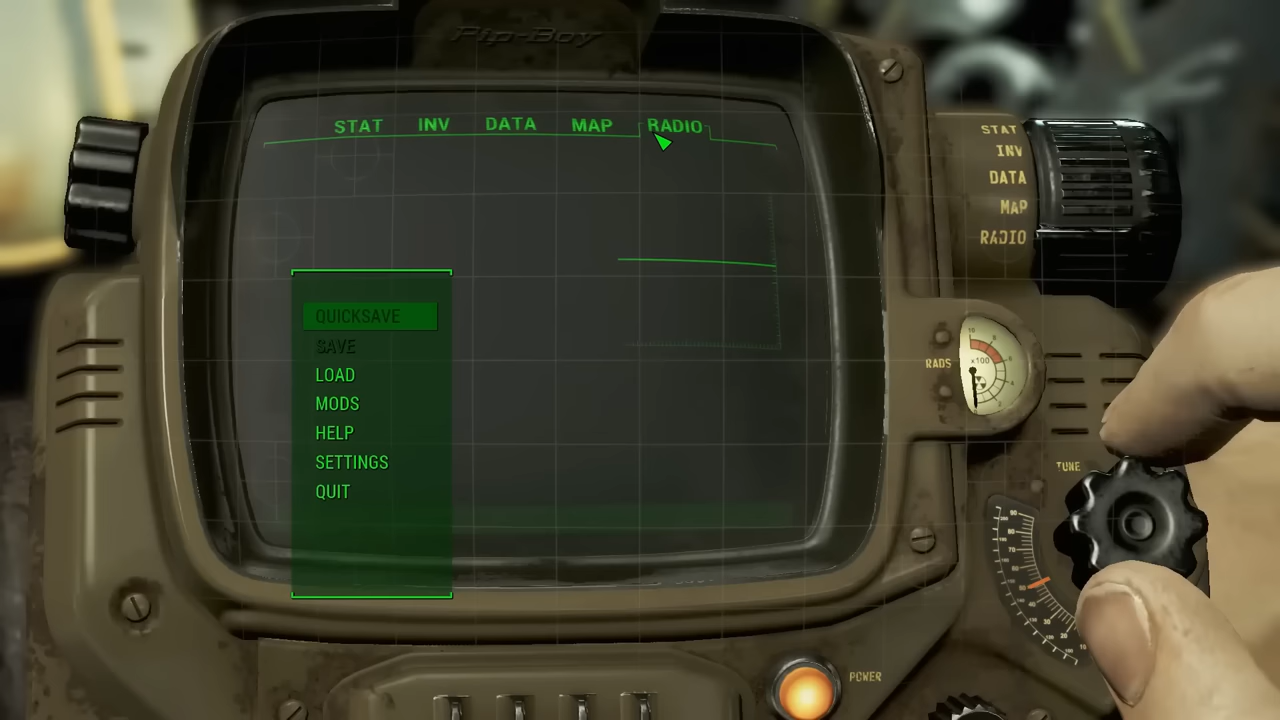 Pip-Boy
STAT INV DATA MAP RADIO
QUICKSAVE
SAVE
LOAD
MODS
HELP
SETTINGS
QUIT
STAT
INV
DATA
MAP
RADIO
RADS
x100
TUNE
POWER